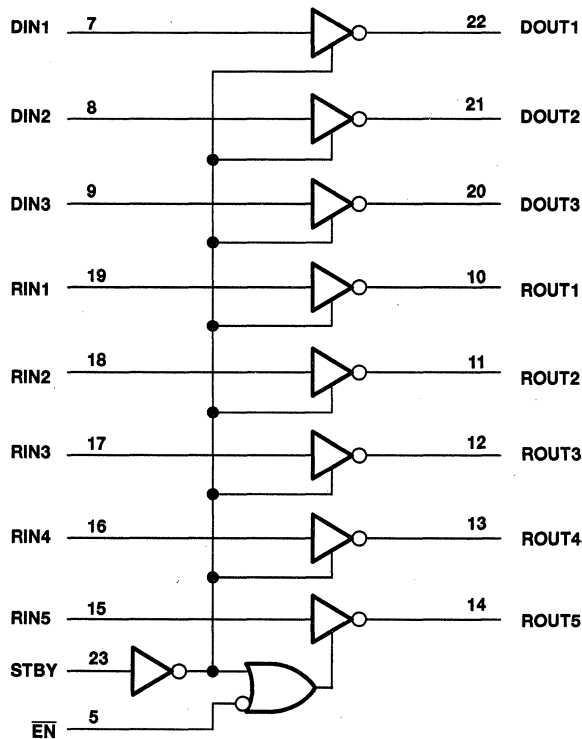 DIN1 7 22 DOUT1
DIN2 8 21 DOUT2
DIN3 9 20 DOUT3
RIN1 19 10 ROUT1
RIN2 18 11 ROUT2
RIN3 17 12 ROUT3
RIN4 16 13 ROUT4
RIN5 15 14 ROUT5
STBY 23
E̅N̅ 5